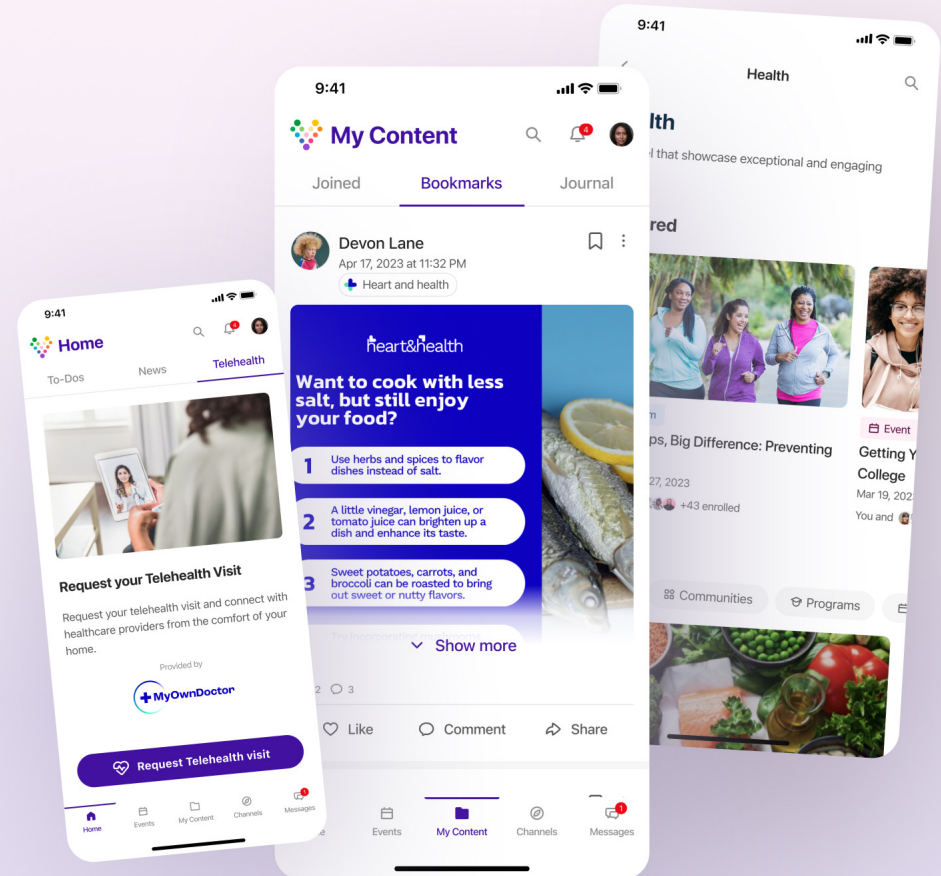 9:41
Home
4
To-Dos
News
Telehealth
Request your Telehealth Visit
Request your telehealth visit and connect with
healthcare providers from the comfort of your
home.
Provided by
MyOwnDoctor
Request Telehealth visit
Home
Events
My Content
Channels
Messages
1
9:41
My Content
4
Joined
Bookmarks
Journal
Devon Lane
Apr 17, 2023 at 11:32 PM
Heart and health
heart&health
Want to cook with less
salt, but still enjoy
your food?
1
Use herbs and spices to flavor
dishes instead of salt.
2
A little vinegar, lemon juice, or
tomato juice can brighten up a
dish and enhance its taste.
3
Sweet potatoes, carrots, and
broccoli can be roasted to bring
out sweet or nutty flavors.
Try incorporating mushrooms
Show more
2
3
Like
Comment
Share
Events
My Content
Channels
Messages
1
9:41
Health
lth
l that showcase exceptional and engaging
red
m
ps, Big Difference: Preventing
27, 2023
+43 enrolled
Event
Getting Y
College
Mar 19, 202
You and
Communities
Programs